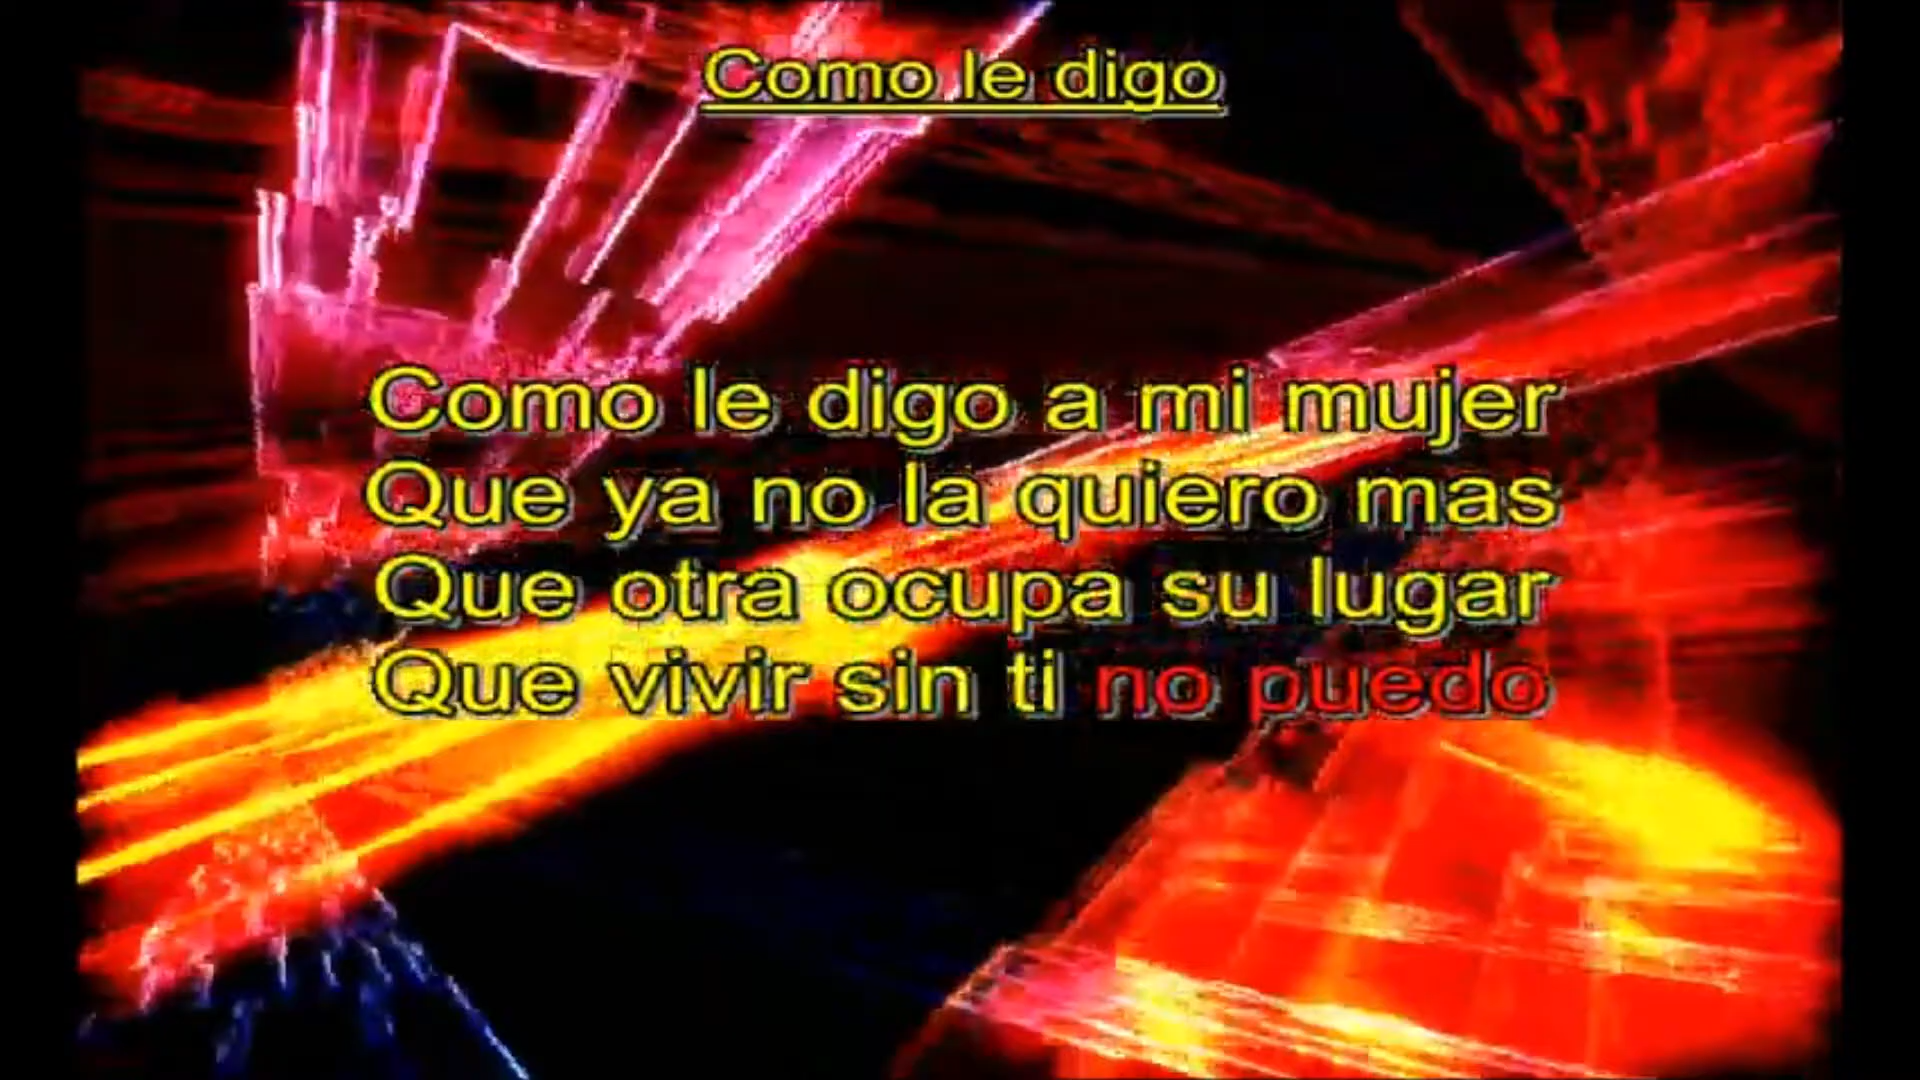 Como le digo
Como le digo a mi mujer
Que ya no la quiero mas
Que otra ocupa su lugar
Que vivir sin ti no puedo